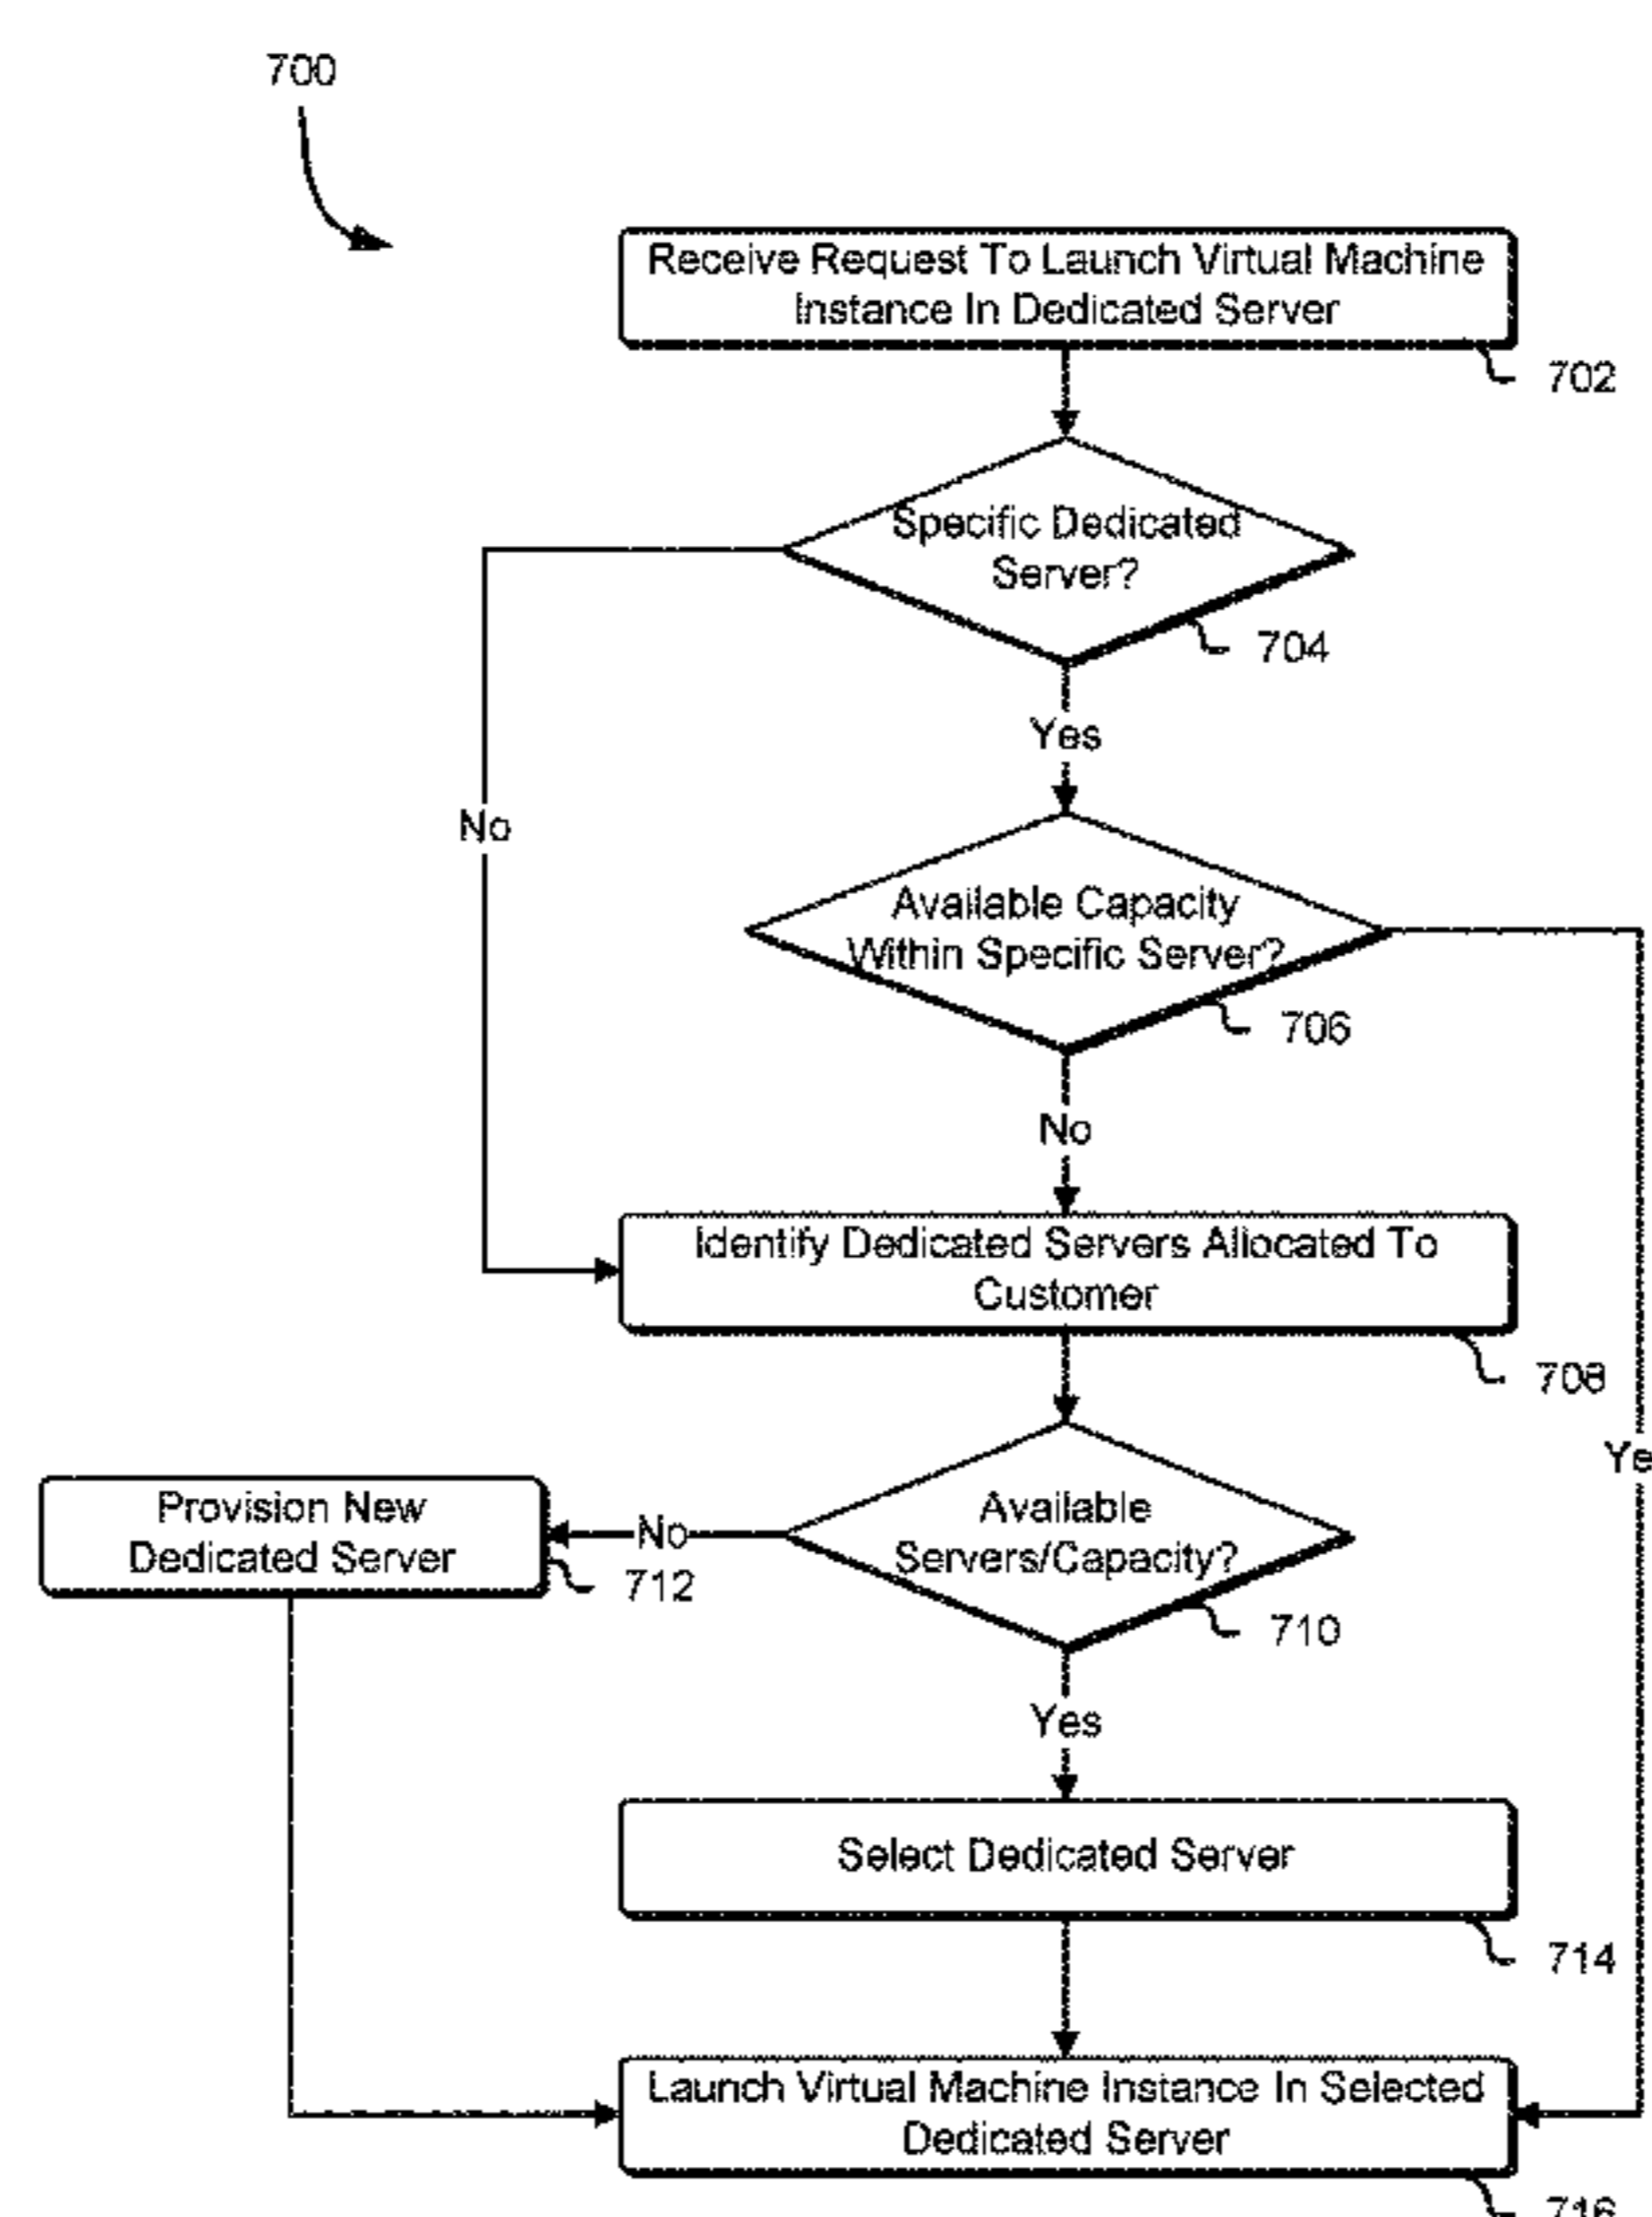 700
Receive Request To Launch Virtual Machine
Instance In Dedicated Server
702
Specific Dedicated
Server?
704
Yes
No
Available Capacity
Within Specific Server?
706
No
Identify Dedicated Servers Allocated To
Customer
708
Ye
Provision New
Dedicated Server
712
No
Available
Servers/Capacity?
710
Yes
Select Dedicated Server
714
Launch Virtual Machine Instance In Selected
Dedicated Server
716